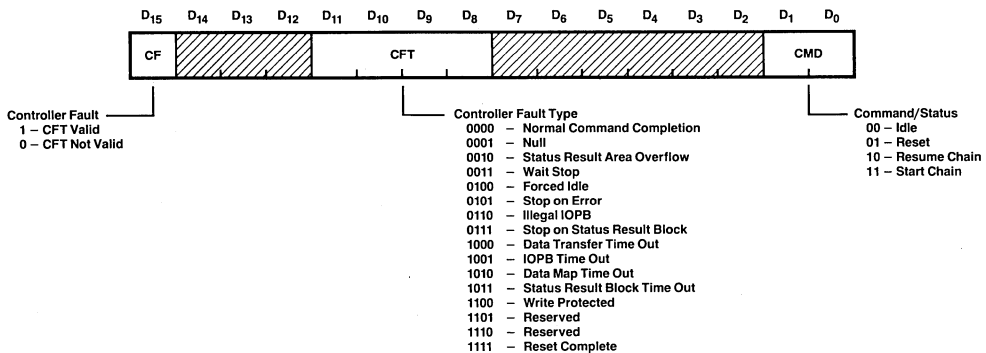 D15 D14 D13 D12 D11 D10 D9 D8 D7 D6 D5 D4 D3 D2 D1 D0
CF CFT CMD
Controller Fault
1 – CFT Valid
0 – CFT Not Valid
Controller Fault Type
0000 – Normal Command Completion
0001 – Null
0010 – Status Result Area Overflow
0011 – Wait Stop
0100 – Forced Idle
0101 – Stop on Error
0110 – Illegal IOPB
0111 – Stop on Status Result Block
1000 – Data Transfer Time Out
1001 – IOPB Time Out
1010 – Data Map Time Out
1011 – Status Result Block Time Out
1100 – Write Protected
1101 – Reserved
1110 – Reserved
1111 – Reset Complete
Command/Status
00 – Idle
01 – Reset
10 – Resume Chain
11 – Start Chain